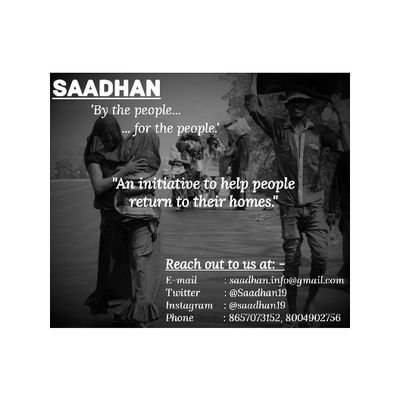 SAADHAN
'By the people...
... for the people.'
"An initiative to help people
return to their homes."
Reach out to us at: -
E-mail : saadhan.info@gmail.com
Twitter : @Saadhan19
Instagram : @saadhan19
Phone : 8657073152, 8004902756